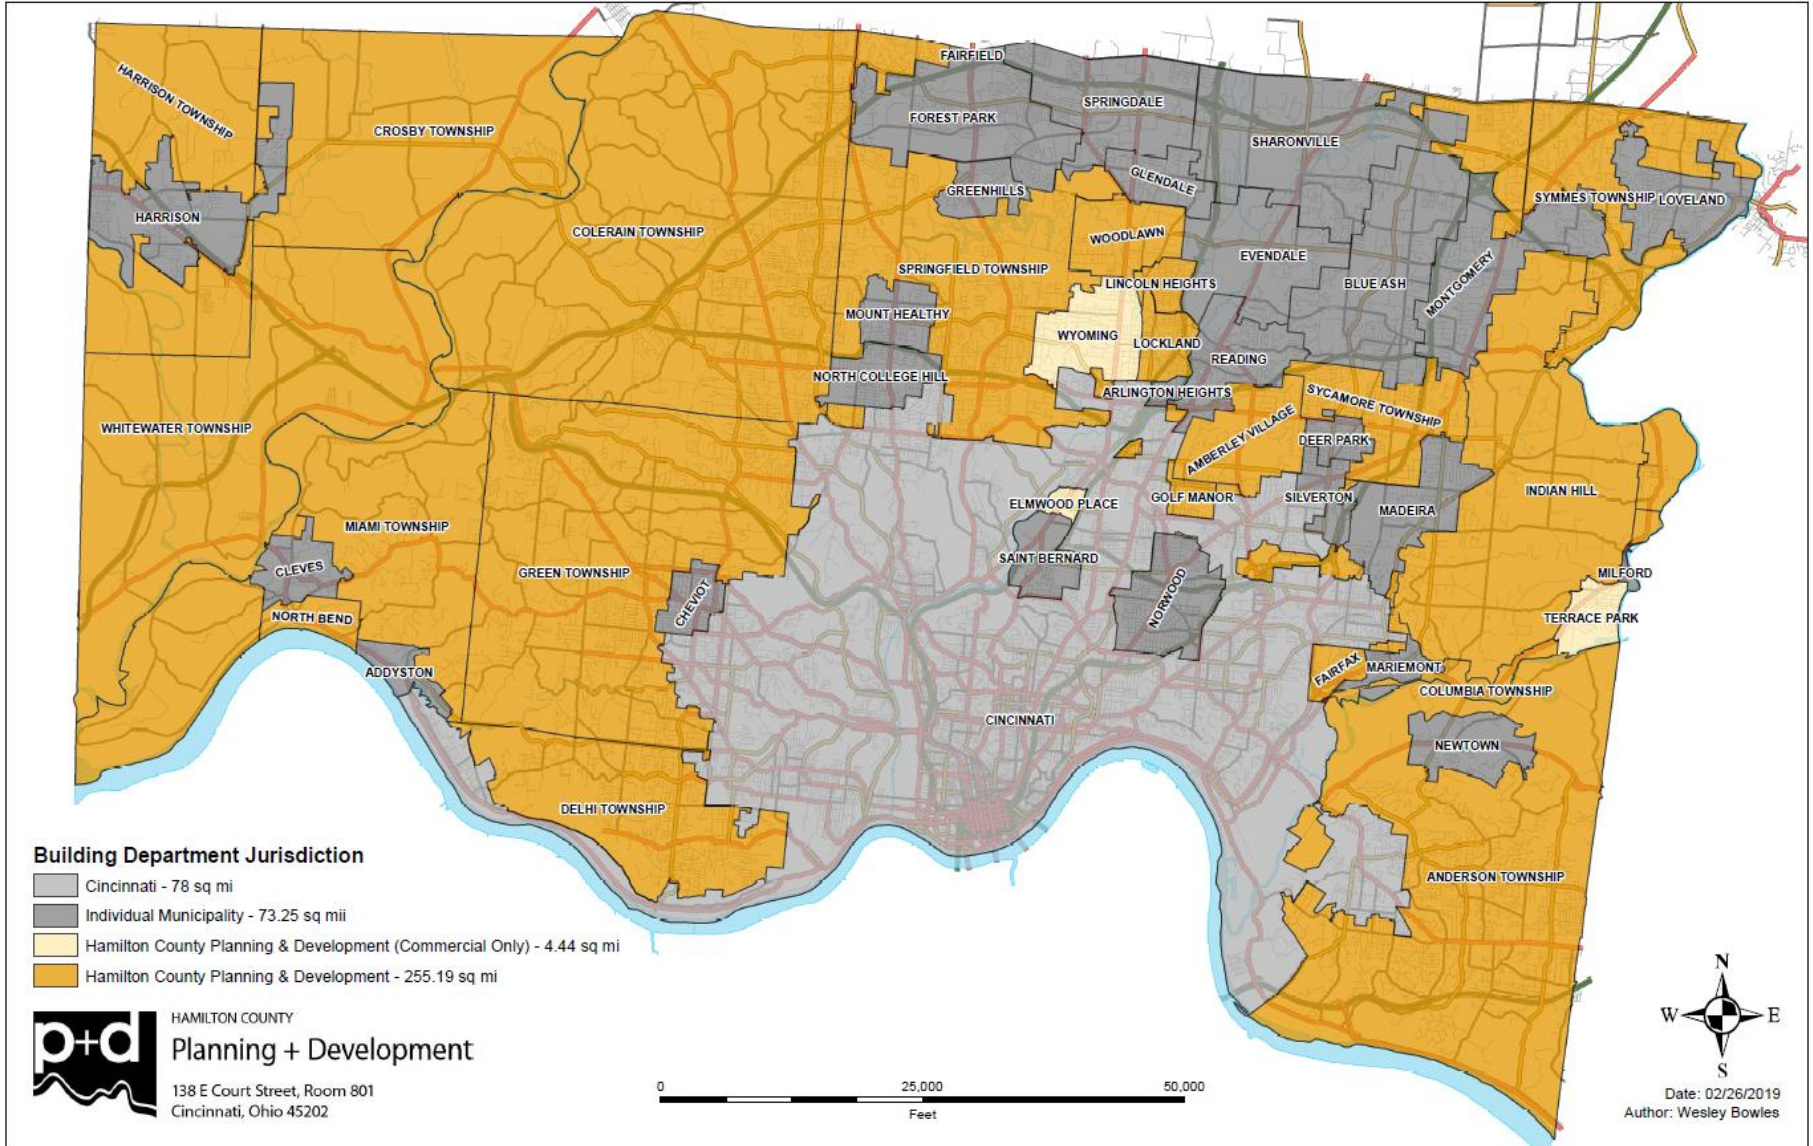 FAIRFIELD
HARRISON TOWNSHIP
SPRINGDALE
FOREST PARK
CROSBY TOWNSHIP
SHARONVILLE
GLENDALE
GREENHILLS
SYMMES TOWNSHIP
LOVELAND
HARRISON
COLERAIN TOWNSHIP
WOODLAWN
EVENDALE
SPRINGFIELD TOWNSHIP
LINCOLN HEIGHTS
BLUE ASH
MONTGOMERY
MOUNT HEALTHY
WYOMING
LOCKLAND
READING
NORTH COLLEGE HILL
ARLINGTON HEIGHTS
SYCAMORE TOWNSHIP
WHITEWATER TOWNSHIP
AMBERLEY VILLAGE
DEER PARK
INDIAN HILL
ELMWOOD PLACE
GOLF MANOR
SILVERTON
MADEIRA
MIAMI TOWNSHIP
SAINT BERNARD
CLEVES
GREEN TOWNSHIP
MILFORD
CHEVIOT
NORWOOD
NORTH BEND
TERRACE PARK
ADDYSTON
FAIRFAX
MARIEMONT
COLUMBIA TOWNSHIP
CINCINNATI
NEWTOWN
DELHI TOWNSHIP
ANDERSON TOWNSHIP
Building Department Jurisdiction
Cincinnati - 78 sq mi
Individual Municipality - 73.25 sq mii
Hamilton County Planning & Development (Commercial Only) - 4.44 sq mi
Hamilton County Planning & Development - 255.19 sq mi
p+d
HAMILTON COUNTY
Planning + Development
138 E Court Street, Room 801
Cincinnati, Ohio 45202
0 25,000 50,000
Feet
N
W E
S
Date: 02/26/2019
Author: Wesley Bowles